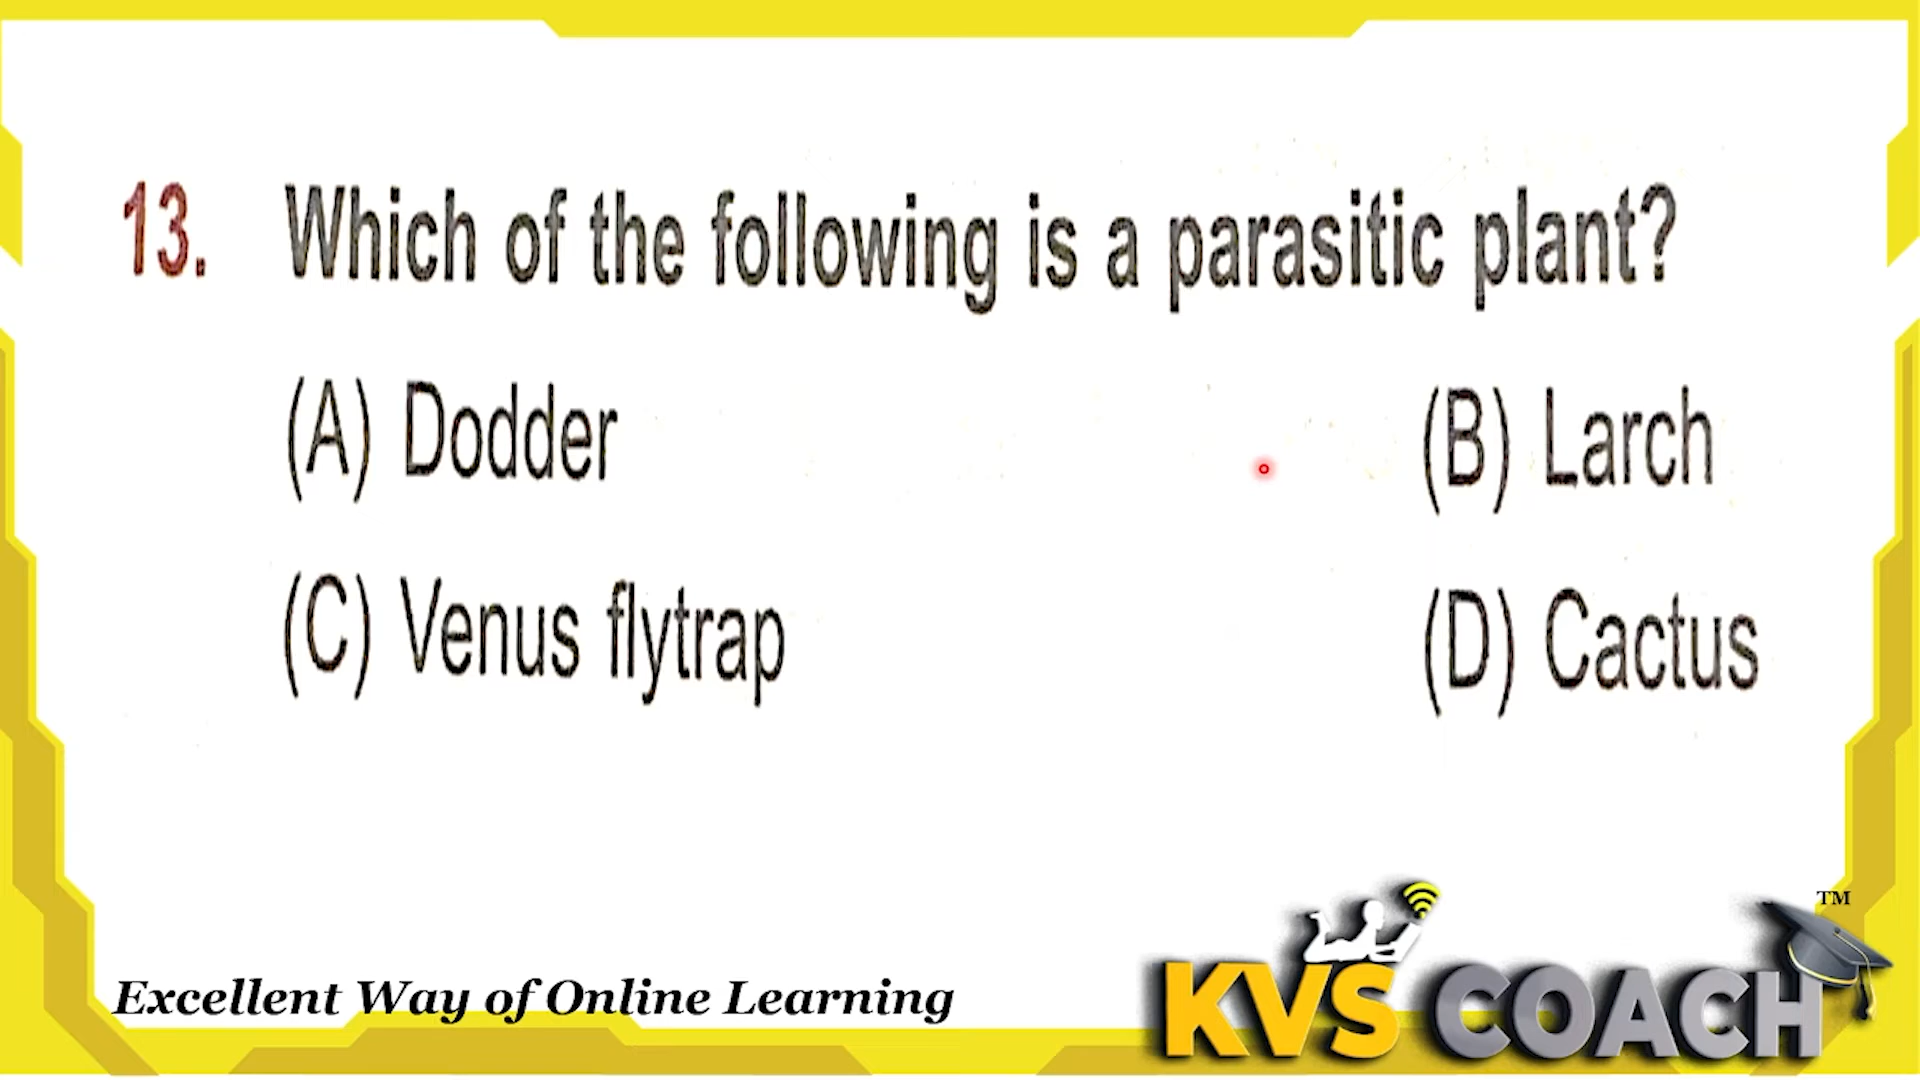 13. Which of the following is a parasitic plant?
(A) Dodder (B) Larch
(C) Venus flytrap (D) Cactus
Excellent Way of Online Learning
KVS COACH TM